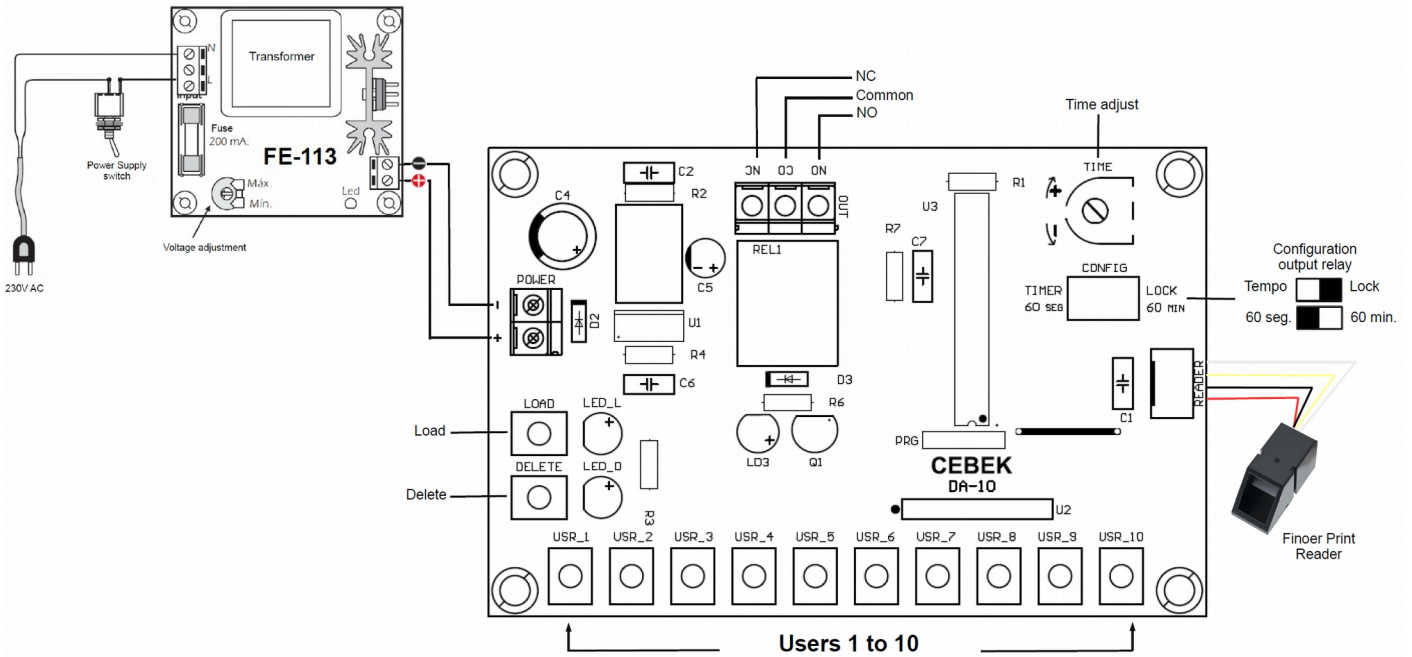 Transformer
N
L
Input
Fuse
200 mA.
FE-113
Led
Máx.
Mín.
Power Supply
switch
Voltage adjustment
230V AC
NC
Common
NO
Time adjust
NC
CO
NO
OUT
C2
R2
C4
C5
POWER
-
+
D2
U1
R4
C6
REL1
D3
R6
LD3
Q1
U3
R1
R7
C7
TIME
+
-
CONFIG
TIMER
LOCK
60 SEG
60 MIN
Configuration
output relay
Tempo
Lock
60 seg.
60 min.
READER
C1
PRG
CEBEK
DA-10
U2
Load
LOAD
LED_L
Delete
DELETE
LED_D
R3
USR_1 USR_2 USR_3 USR_4 USR_5 USR_6 USR_7 USR_8 USR_9 USR_10
Finoer Print
Reader
Users 1 to 10